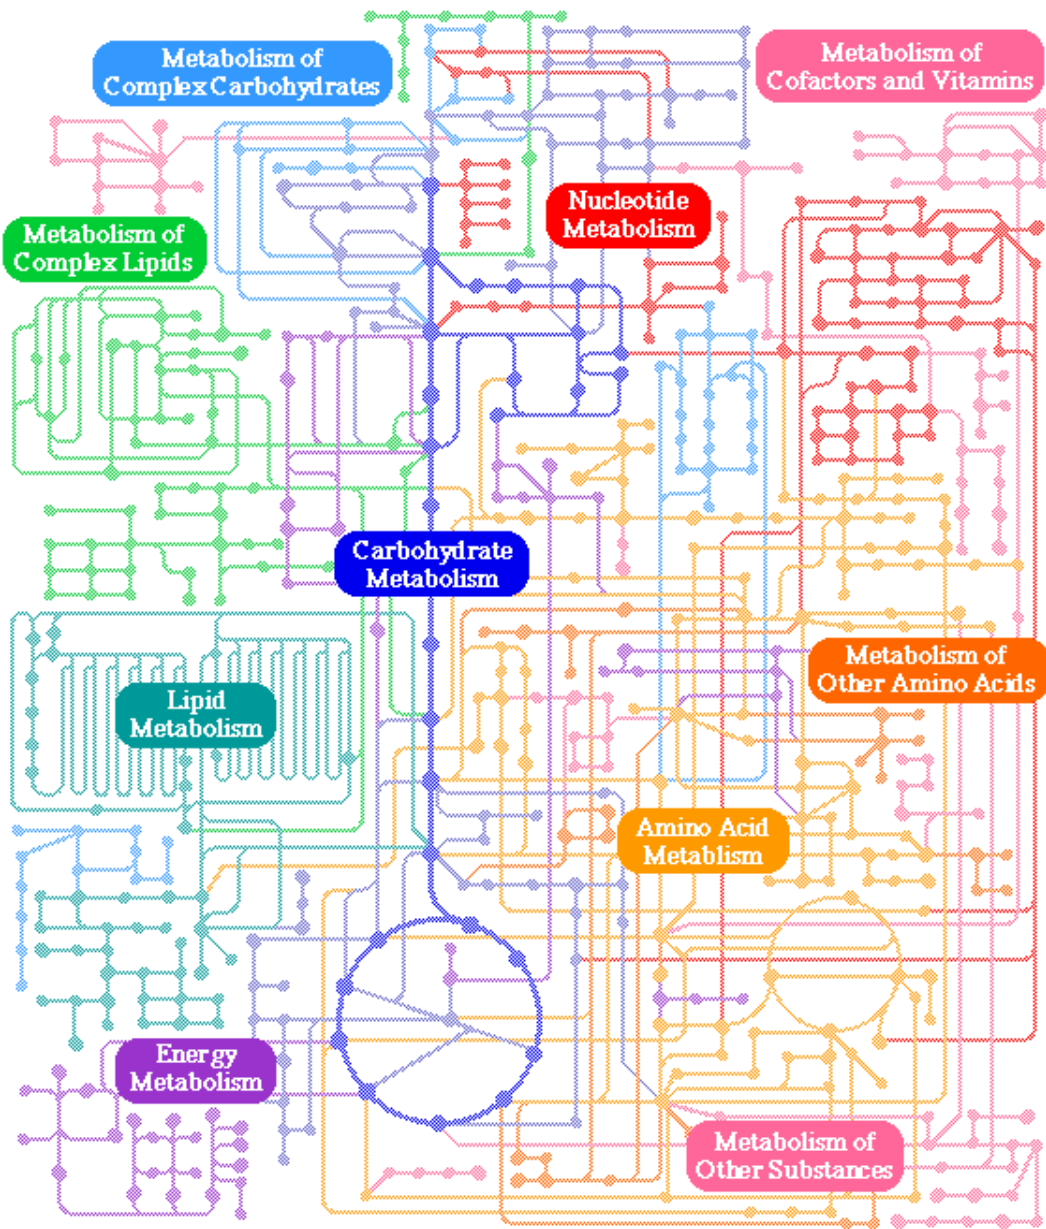 Metabolism of
Complex Carbohydrates
Metabolism of
Cofactors and Vitamins
Nucleotide
Metabolism
Metabolism of
Complex Lipids
Carbohydrate
Metabolism
Metabolism of
Other Amino Acids
Lipid
Metabolism
Amino Acid
Metablism
Energy
Metabolism
Metabolism of
Other Substances